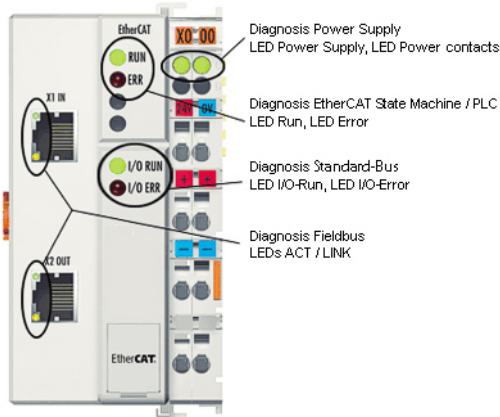 EtherCAT
X0 00
RUN
ERR
X1 IN
24V 0V
I/O RUN
I/O ERR
+ +
X2 OUT
– –
EtherCAT.
Diagnosis Power Supply
LED Power Supply, LED Power contacts
Diagnosis EtherCAT State Machine / PLC
LED Run, LED Error
Diagnosis Standard-Bus
LED I/O-Run, LED I/O-Error
Diagnosis Fieldbus
LEDs ACT / LINK